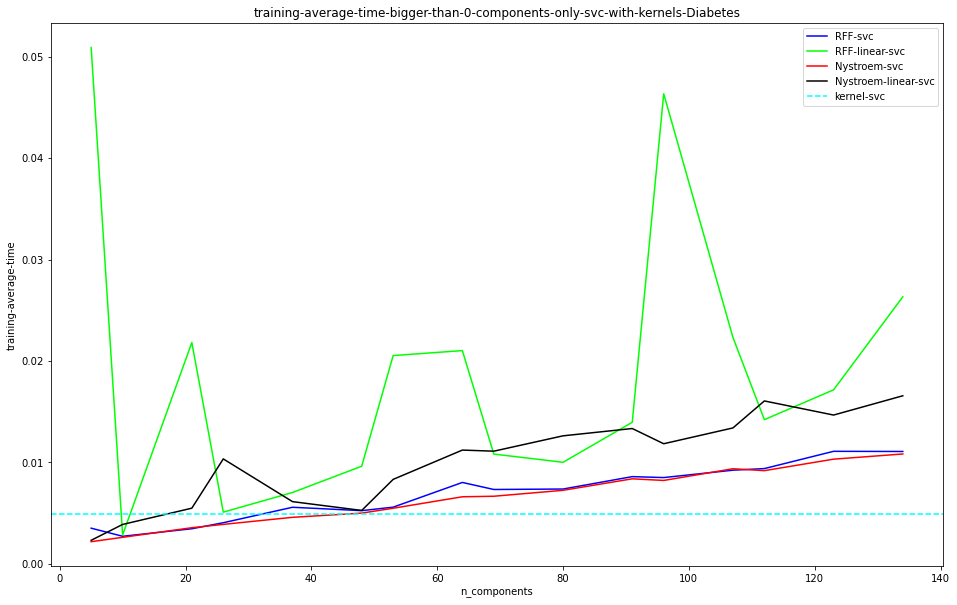 training-average-time-bigger-than-0-components-only-svc-with-kernels-Diabetes
RFF-svc
RFF-linear-svc
Nystroem-svc
Nystroem-linear-svc
kernel-svc
training-average-time
0.05
0.04
0.03
0.02
0.01
0.00
0
20
40
60
80
100
120
140
n_components